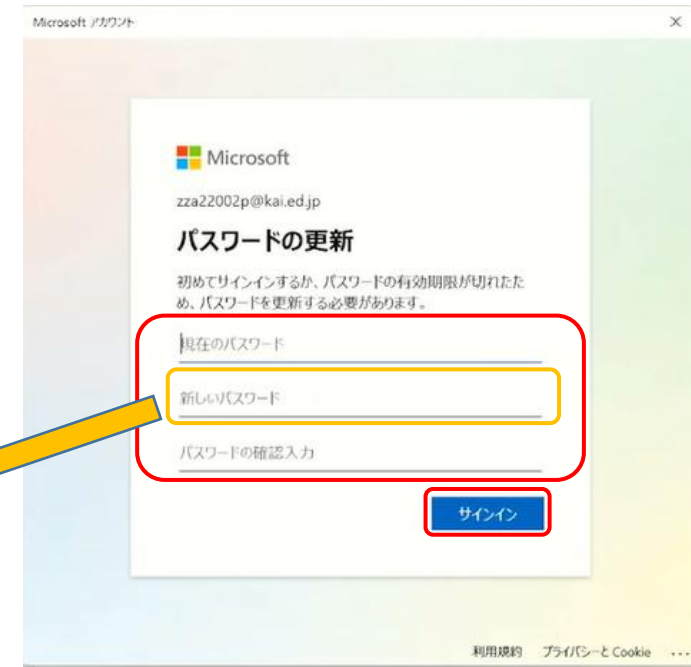 Microsoft アカウント
Microsoft
zza22002p@kai.ed.jp
パスワードの更新
初めてサインインするか、パスワードの有効期限が切れたた
め、パスワードを更新する必要があります。
現在のパスワード
新しいパスワード
パスワードの確認入力
サインイン
利用規約 プライバシーと Cookie ...